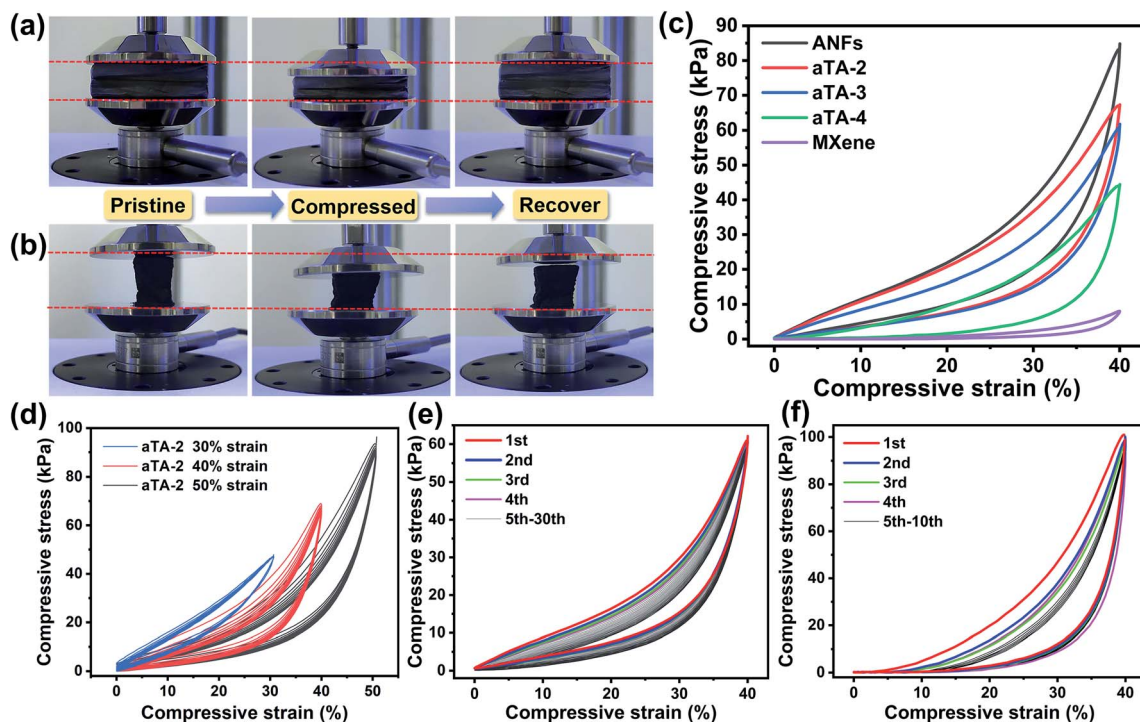 (a)
Pristine
Compressed
Recover
(b)
(c)
ANFs
aTA-2
aTA-3
aTA-4
MXene
90
80
70
60
50
40
30
20
10
0
Compressive stress (kPa)
0 10 20 30 40
Compressive strain (%)
(d)
aTA-2 30% strain
aTA-2 40% strain
aTA-2 50% strain
100
80
60
40
20
0
Compressive stress (kPa)
0 10 20 30 40 50
Compressive strain (%)
(e)
1st
2nd
3rd
4th
5th-30th
60
50
40
30
20
10
0
Compressive stress (kPa)
0 10 20 30 40
Compressive strain (%)
(f)
1st
2nd
3rd
4th
5th-10th
100
80
60
40
20
0
Compressive stress (kPa)
0 10 20 30 40
Compressive strain (%)